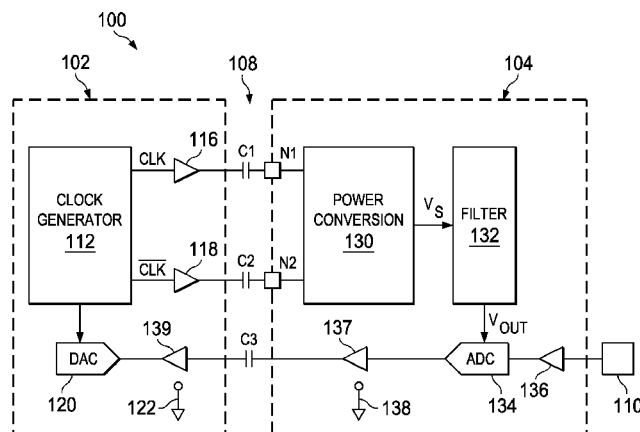 100
102
108
104
CLK
116
C1
N1
CLOCK
GENERATOR
112
POWER
CONVERSION
130
VS
FILTER
132
CLK
118
C2
N2
VOUT
139
C3
137
DAC
ADC
120
122
138
134
136
110